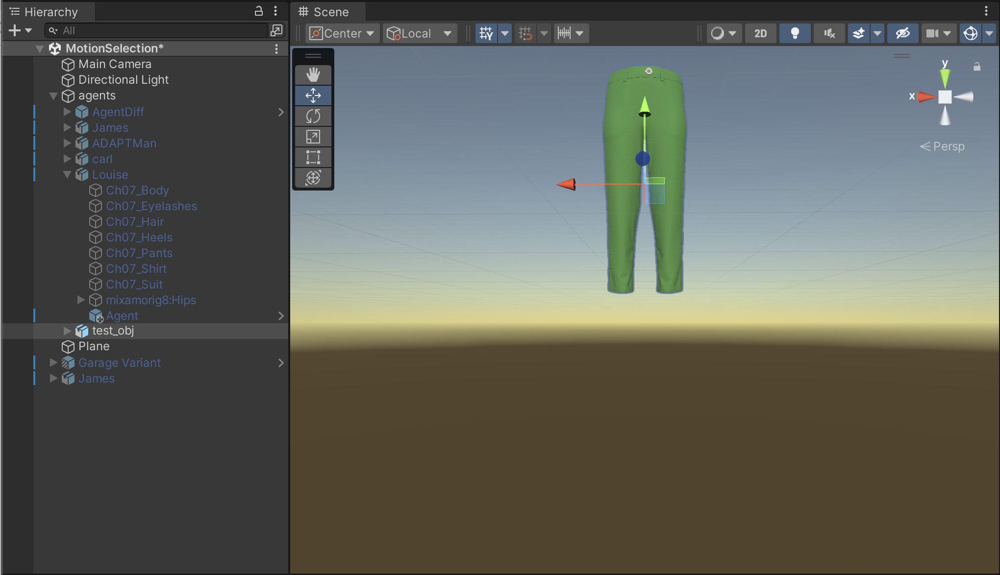 Hierarchy
All
MotionSelection*
Main Camera
Directional Light
agents
AgentDiff
James
ADAPTMan
carl
Louise
Ch07_Body
Ch07_Eyelashes
Ch07_Hair
Ch07_Heels
Ch07_Pants
Ch07_Shirt
Ch07_Suit
mixamorig8:Hips
Agent
test_obj
Plane
Garage Variant
James
Scene
Center
Local
Y
2D
y
x
Persp